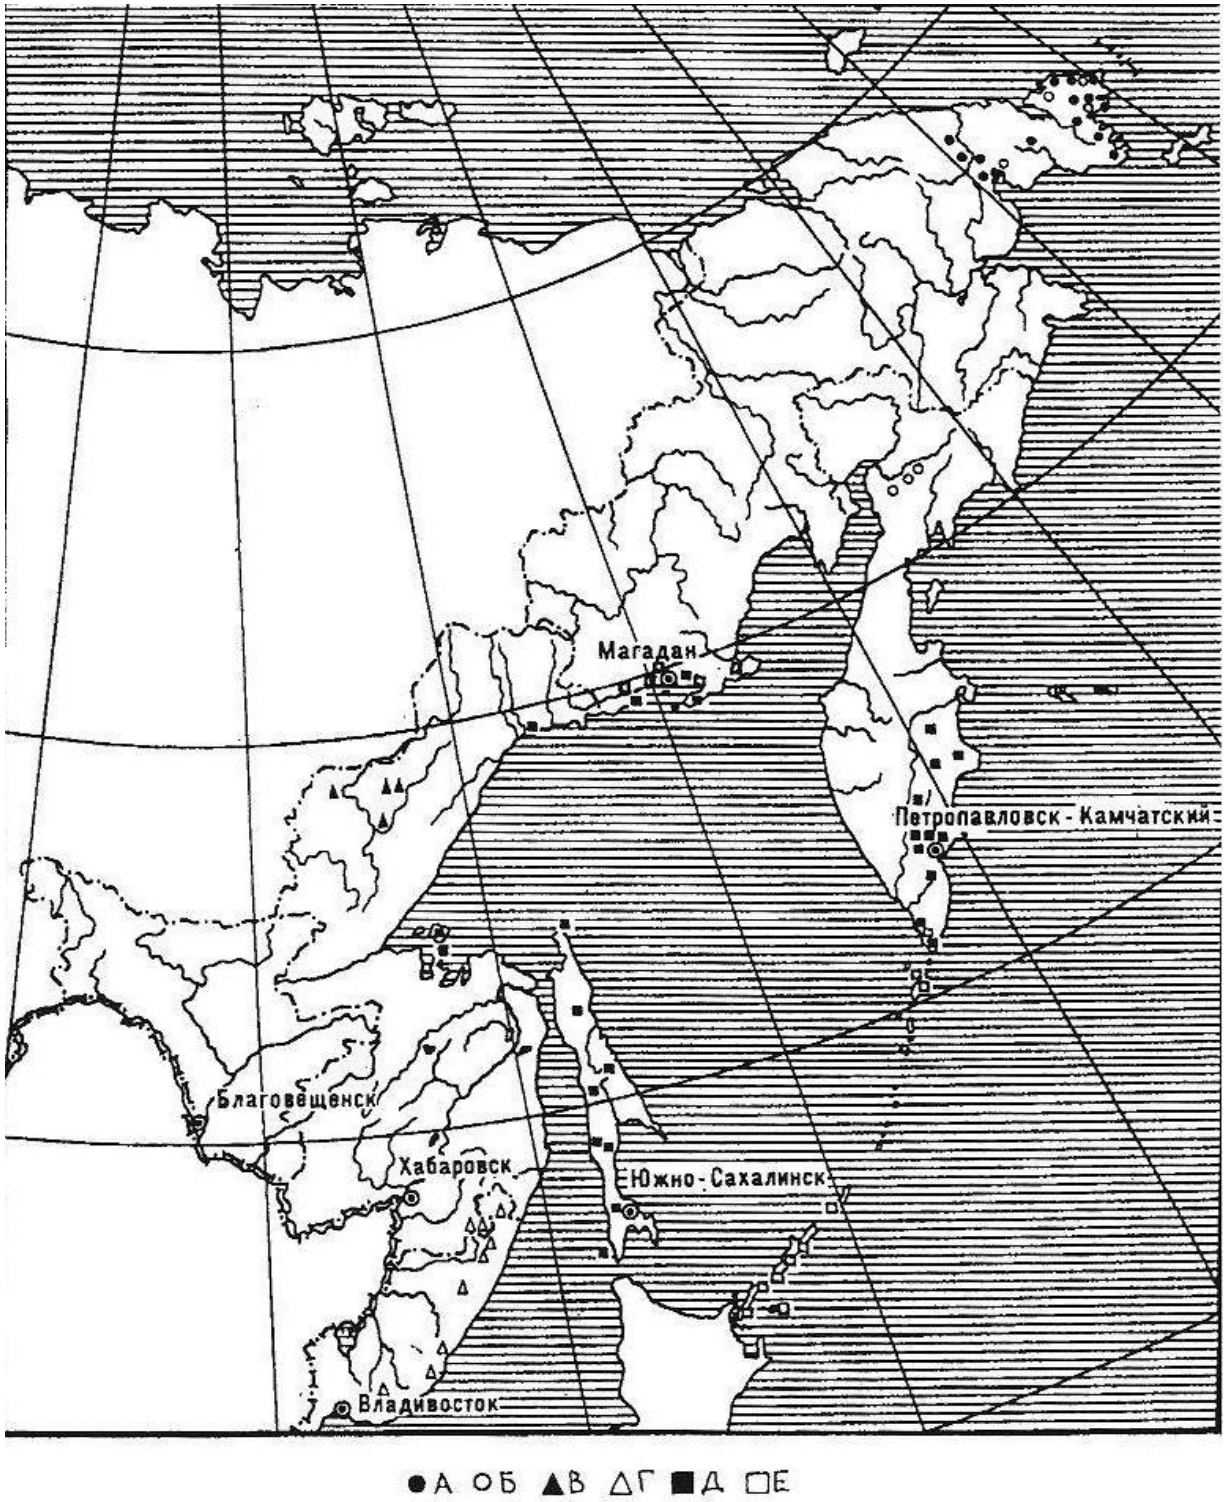 Магадан
Петропавловск-Камчатский
Благовещенск
Хабаровск
Южно-Сахалинск
Владивосток
А Б В Г Д Е